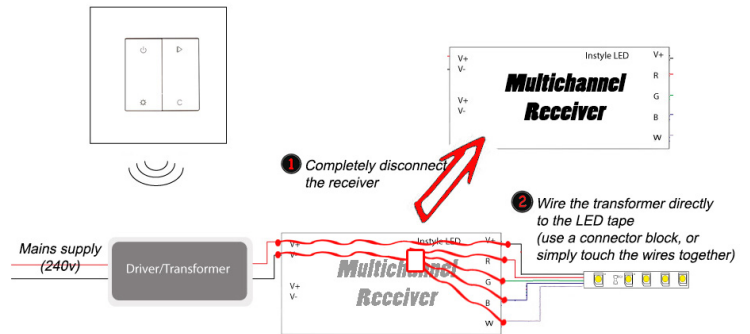 Instyle LED
V+
V-
V+
V-
Multichannel
Receiver
V+
R
G
B
W
1 Completely disconnect
the receiver
2 Wire the transformer directly
to the LED tape
(use a connector block, or
simply touch the wires together)
Mains supply
(240v)
Driver/Transformer
Instyle LED
V+
V-
V+
V-
Multichannel
Receiver
V+
R
G
B
W